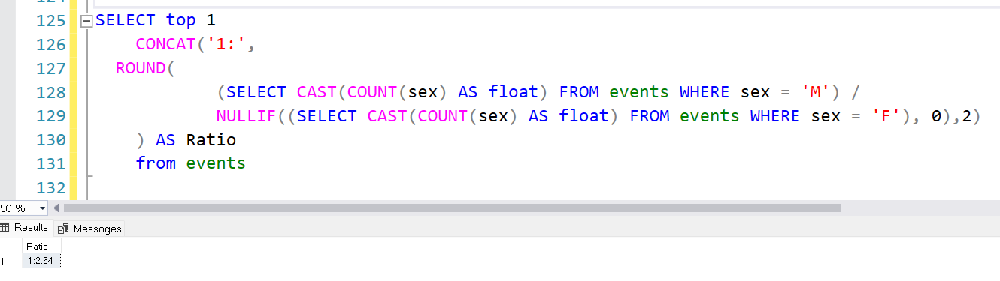 125 SELECT top 1
126 CONCAT('1:',
127 ROUND(
128 (SELECT CAST(COUNT(sex) AS float) FROM events WHERE sex = 'M') /
129 NULLIF((SELECT CAST(COUNT(sex) AS float) FROM events WHERE sex = 'F'), 0),2)
130 ) AS Ratio
131 from events
132
50 %
Results Messages
Ratio
1 1:2.64